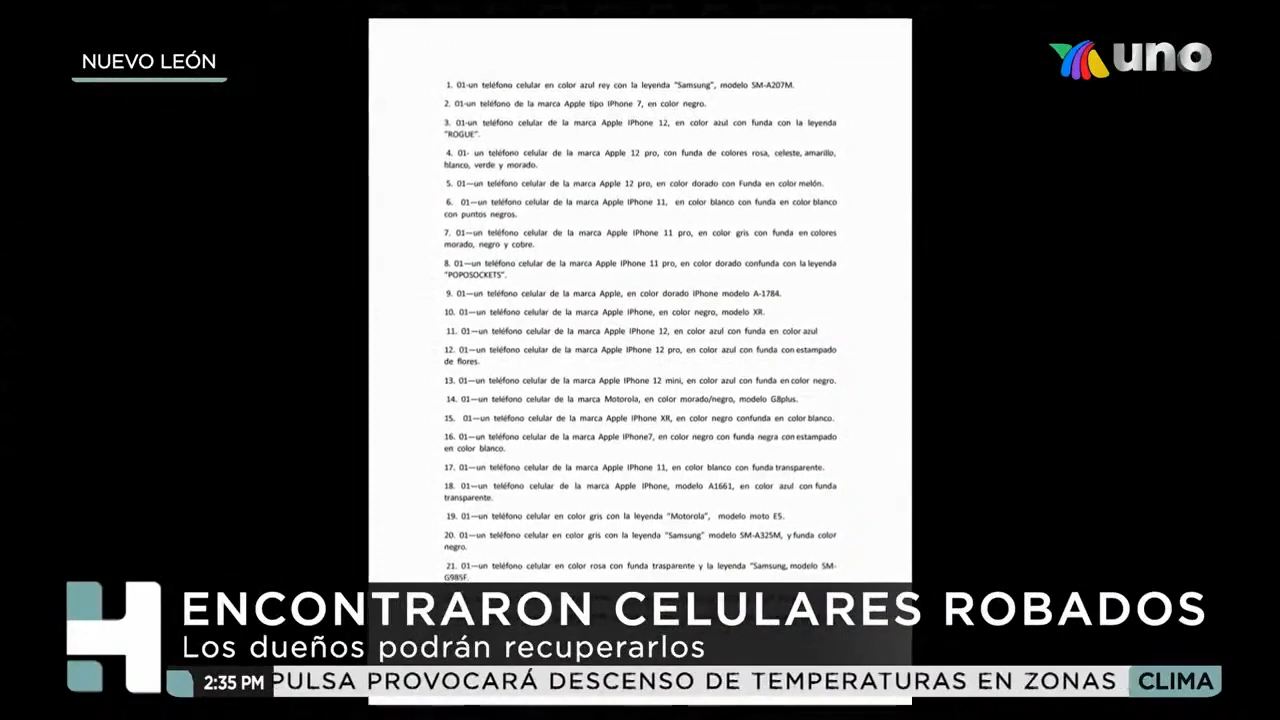 NUEVO LEÓN
uno
1. 01-un teléfono celular en color azul rey con la leyenda "Samsung", modelo SM-A207M.
2. 01-un teléfono de la marca Apple tipo IPhone 7, en color negro.
3. 01-un teléfono celular de la marca Apple IPhone 12, en color azul con funda con la leyenda
"ROGUE".
4. 01- un teléfono celular de la marca Apple 12 pro, con funda de colores rosa, celeste, amarillo,
blanco, verde y morado.
5. 01—un teléfono celular de la marca Apple 12 pro, en color dorado con Funda en color melón.
6. 01—un teléfono celular de la marca Apple IPhone 11, en color blanco con funda en color blanco
con puntos negros.
7. 01—un teléfono celular de la marca Apple IPhone 11 pro, en color gris con funda en colores
morado, negro y cobre.
8. 01—un teléfono celular de la marca Apple IPhone 11 pro, en color dorado confunda con la leyenda
"POPOSOCKETS".
9. 01—un teléfono celular de la marca Apple, en color dorado iPhone modelo A-1784.
10. 01—un teléfono celular de la marca Apple IPhone, en color negro, modelo XR.
11. 01—un teléfono celular de la marca Apple IPhone 12, en color azul con funda en color azul
12. 01—un teléfono celular de la marca Apple IPhone 12 pro, en color azul con funda con estampado
de flores.
13. 01—un teléfono celular de la marca Apple IPhone 12 mini, en color azul con funda en color negro.
14. 01—un teléfono celular de la marca Motorola, en color morado/negro, modelo G8plus.
15. 01—un teléfono celular de la marca Apple IPhone XR, en color negro confunda en color blanco.
16. 01—un teléfono celular de la marca Apple IPhone7, en color negro con funda negra con estampado
en color blanco.
17. 01—un teléfono celular de la marca Apple IPhone 11, en color blanco con funda transparente.
18. 01—un teléfono celular de la marca Apple IPhone, modelo A1661, en color azul con funda
transparente.
19. 01—un teléfono celular en color gris con la leyenda "Motorola", modelo moto E5.
20. 01—un teléfono celular en color gris con la leyenda "Samsung" modelo SM-A325M, y funda color
negro.
21. 01—un teléfono celular en color rosa con funda trasparente y la leyenda "Samsung, modelo SM-
G985F.
H
ENCONTRARON CELULARES ROBADOS
Los dueños podrán recuperarlos
2:35 PM PULSA PROVOCARÁ DESCENSO DE TEMPERATURAS EN ZONAS CLIMA